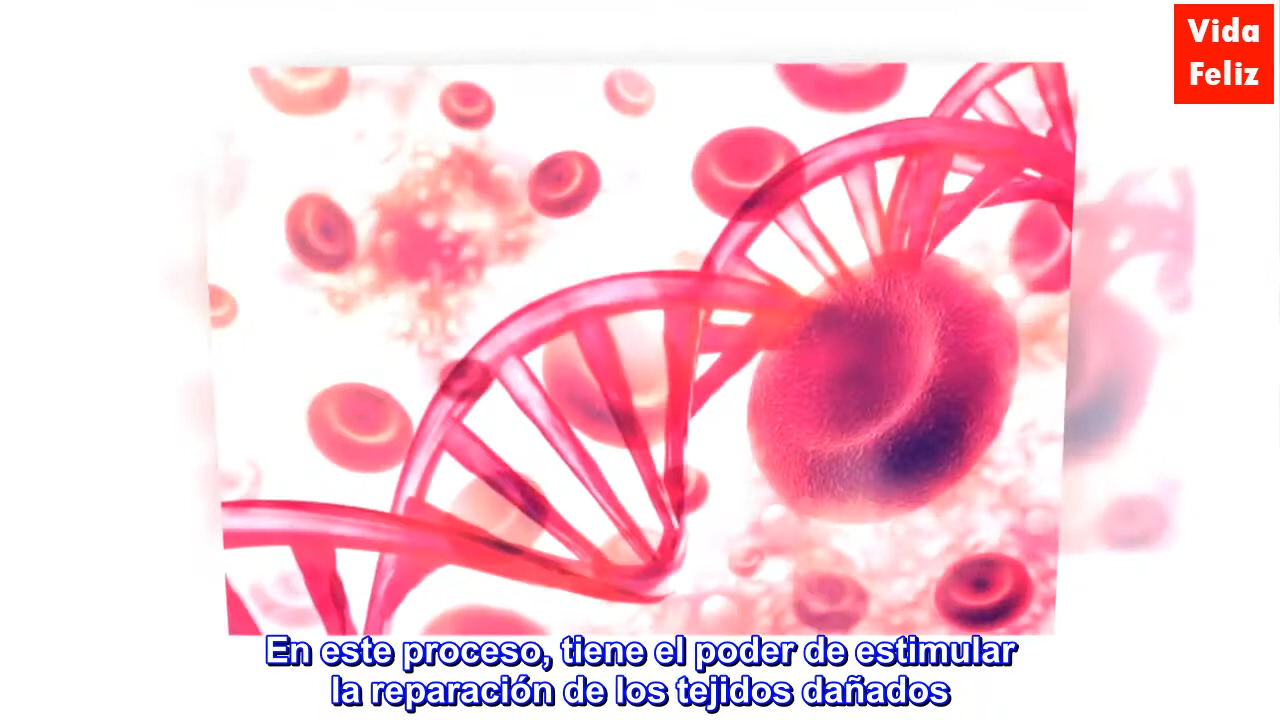 Vida
Feliz
En este proceso, tiene el poder de estimular
la reparación de los tejidos dañados